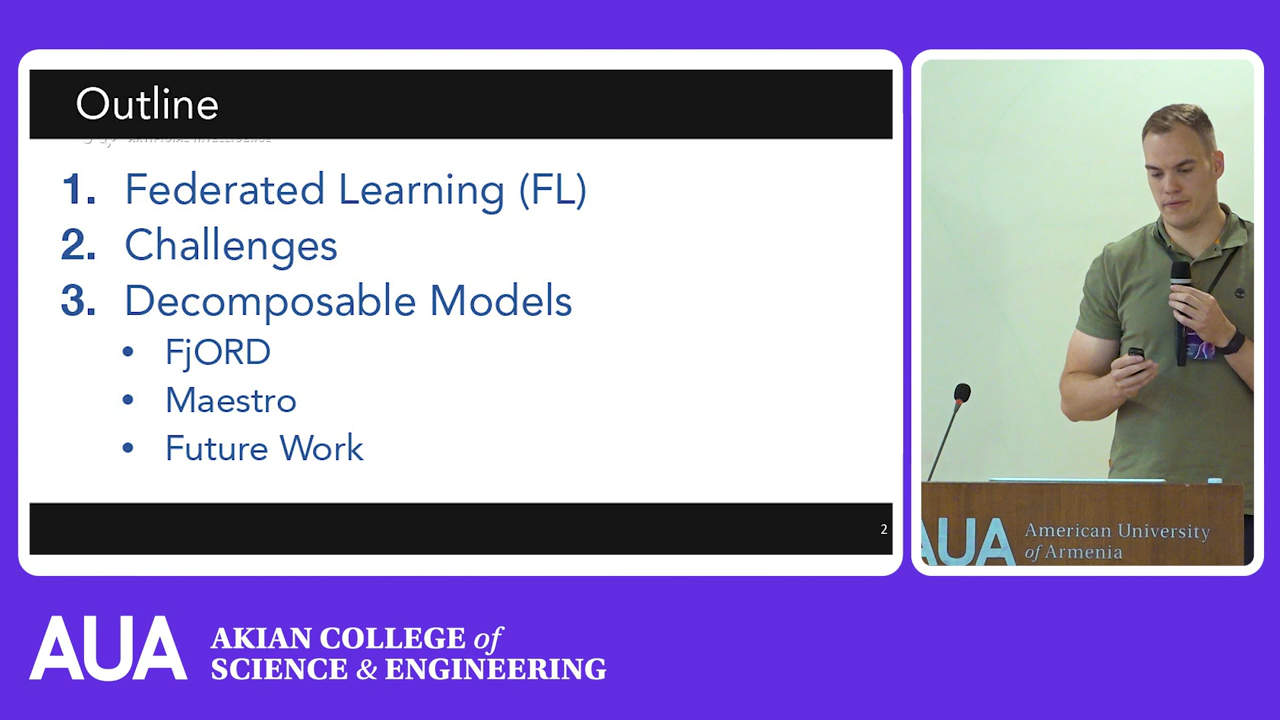 Outline
1. Federated Learning (FL)
2. Challenges
3. Decomposable Models
• FjORD
• Maestro
• Future Work
2
AUA American University
of Armenia
AUA AKIAN COLLEGE of
SCIENCE & ENGINEERING